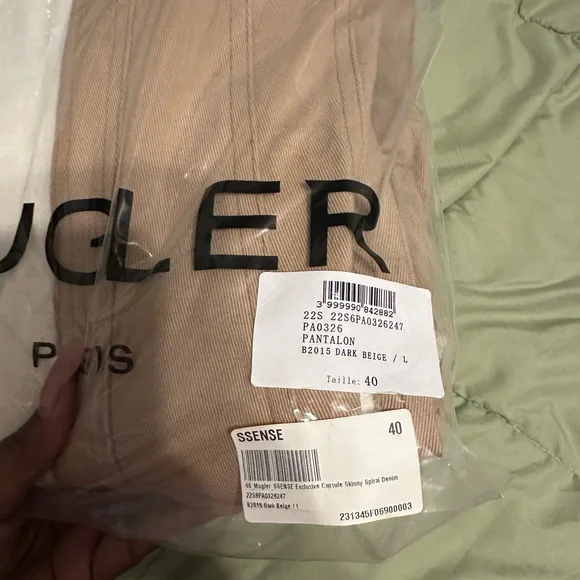 UGLER
PARIS
3 999990 842882
22S 22S6PA0326247
PA0326
PANTALON
B2015 DARK BEIGE / L
Taille: 40
SSENSE 40
40 Mugler SSENSE Exclusive Capsule Skinny Spiral Denim
22S6PA0326247
B2015 Dark Beige / L
231345F06900003